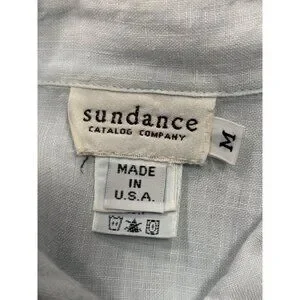 sundance
CATALOG COMPANY
M
MADE
IN
U.S.A.